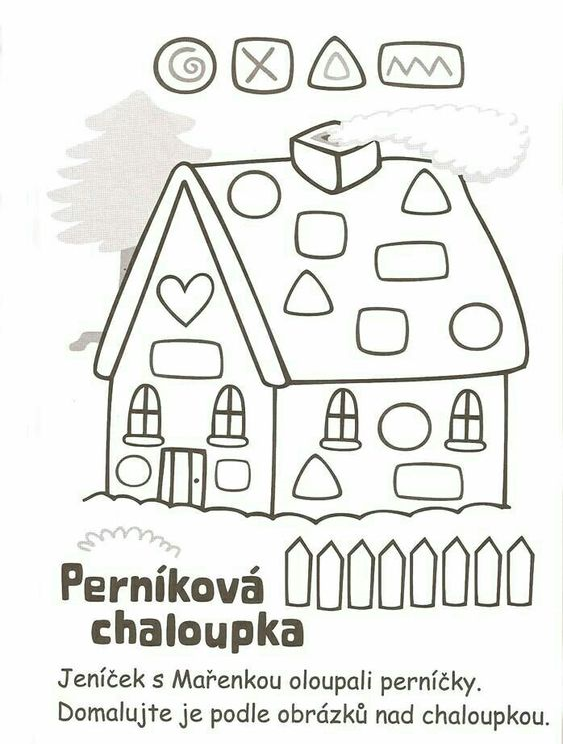 Perníková
chaloupka
Jeníček s Mařenkou oloupali perníčky.
Domalujte je podle obrázků nad chaloupkou.